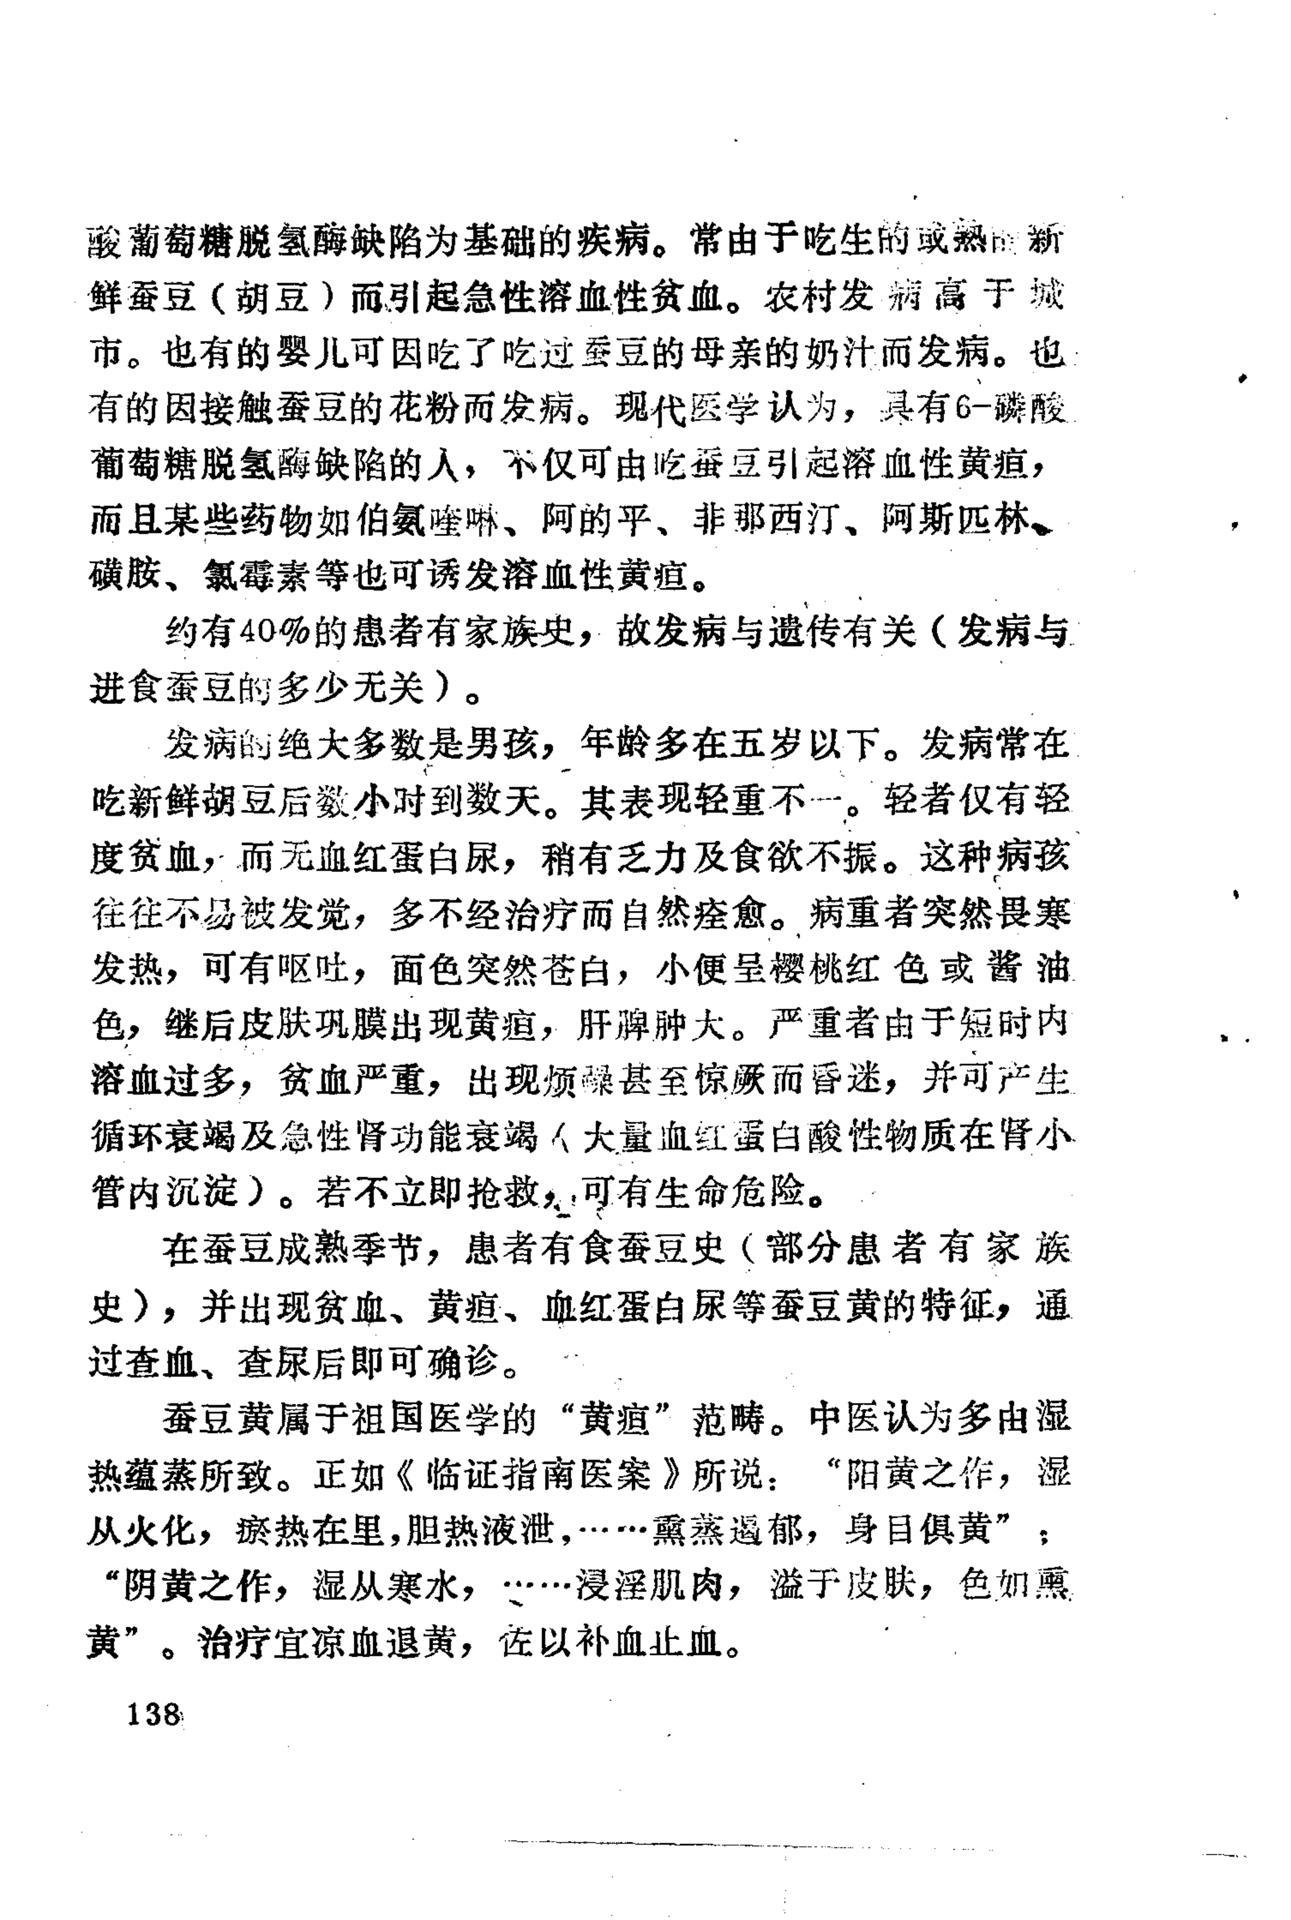 酸葡萄糖脱氢酶缺陷为基础的疾病。常由于吃生的或熟的新
鲜蚕豆（胡豆）而引起急性溶血性贫血。农村发病高于城
市。也有的婴儿可因吃了吃过蚕豆的母亲的奶汁而发病。也
有的因接触蚕豆的花粉而发病。现代医学认为，具有6-磷酸
葡萄糖脱氢酶缺陷的人，不仅可由吃蚕豆引起溶血性黄疸，
而且某些药物如伯氨喹啉、阿的平、非那西汀、阿斯匹林、
磺胺、氯霉素等也可诱发溶血性黄疸。
约有40%的患者有家族史，故发病与遗传有关（发病与
进食蚕豆的多少无关）。
发病的绝大多数是男孩，年龄多在五岁以下。发病常在
吃新鲜胡豆后数小时到数天。其表现轻重不一。轻者仅有轻
度贫血，而无血红蛋白尿，稍有乏力及食欲不振。这种病孩
往往不易被发觉，多不经治疗而自然痊愈。病重者突然畏寒
发热，可有呕吐，面色突然苍白，小便呈樱桃红色或酱油
色，继后皮肤巩膜出现黄疸，肝脾肿大。严重者由于短时内
溶血过多，贫血严重，出现烦躁甚至惊厥而昏迷，并可产生
循环衰竭及急性肾功能衰竭（大量血红蛋白酸性物质在肾小
管内沉淀）。若不立即抢救，可有生命危险。
在蚕豆成熟季节，患者有食蚕豆史（部分患者有家族
史），并出现贫血、黄疸、血红蛋白尿等蚕豆黄的特征，通
过查血、查尿后即可确诊。
蚕豆黄属于祖国医学的“黄疸”范畴。中医认为多由湿
热蕴蒸所致。正如《临证指南医案》所说：“阳黄之作，湿
从火化，瘀热在里，胆热液泄，……熏蒸遏郁，身目俱黄”；
“阴黄之作，湿从寒水，……浸淫肌肉，溢于皮肤，色如熏
黄”。治疗宜凉血退黄，佐以补血止血。
138